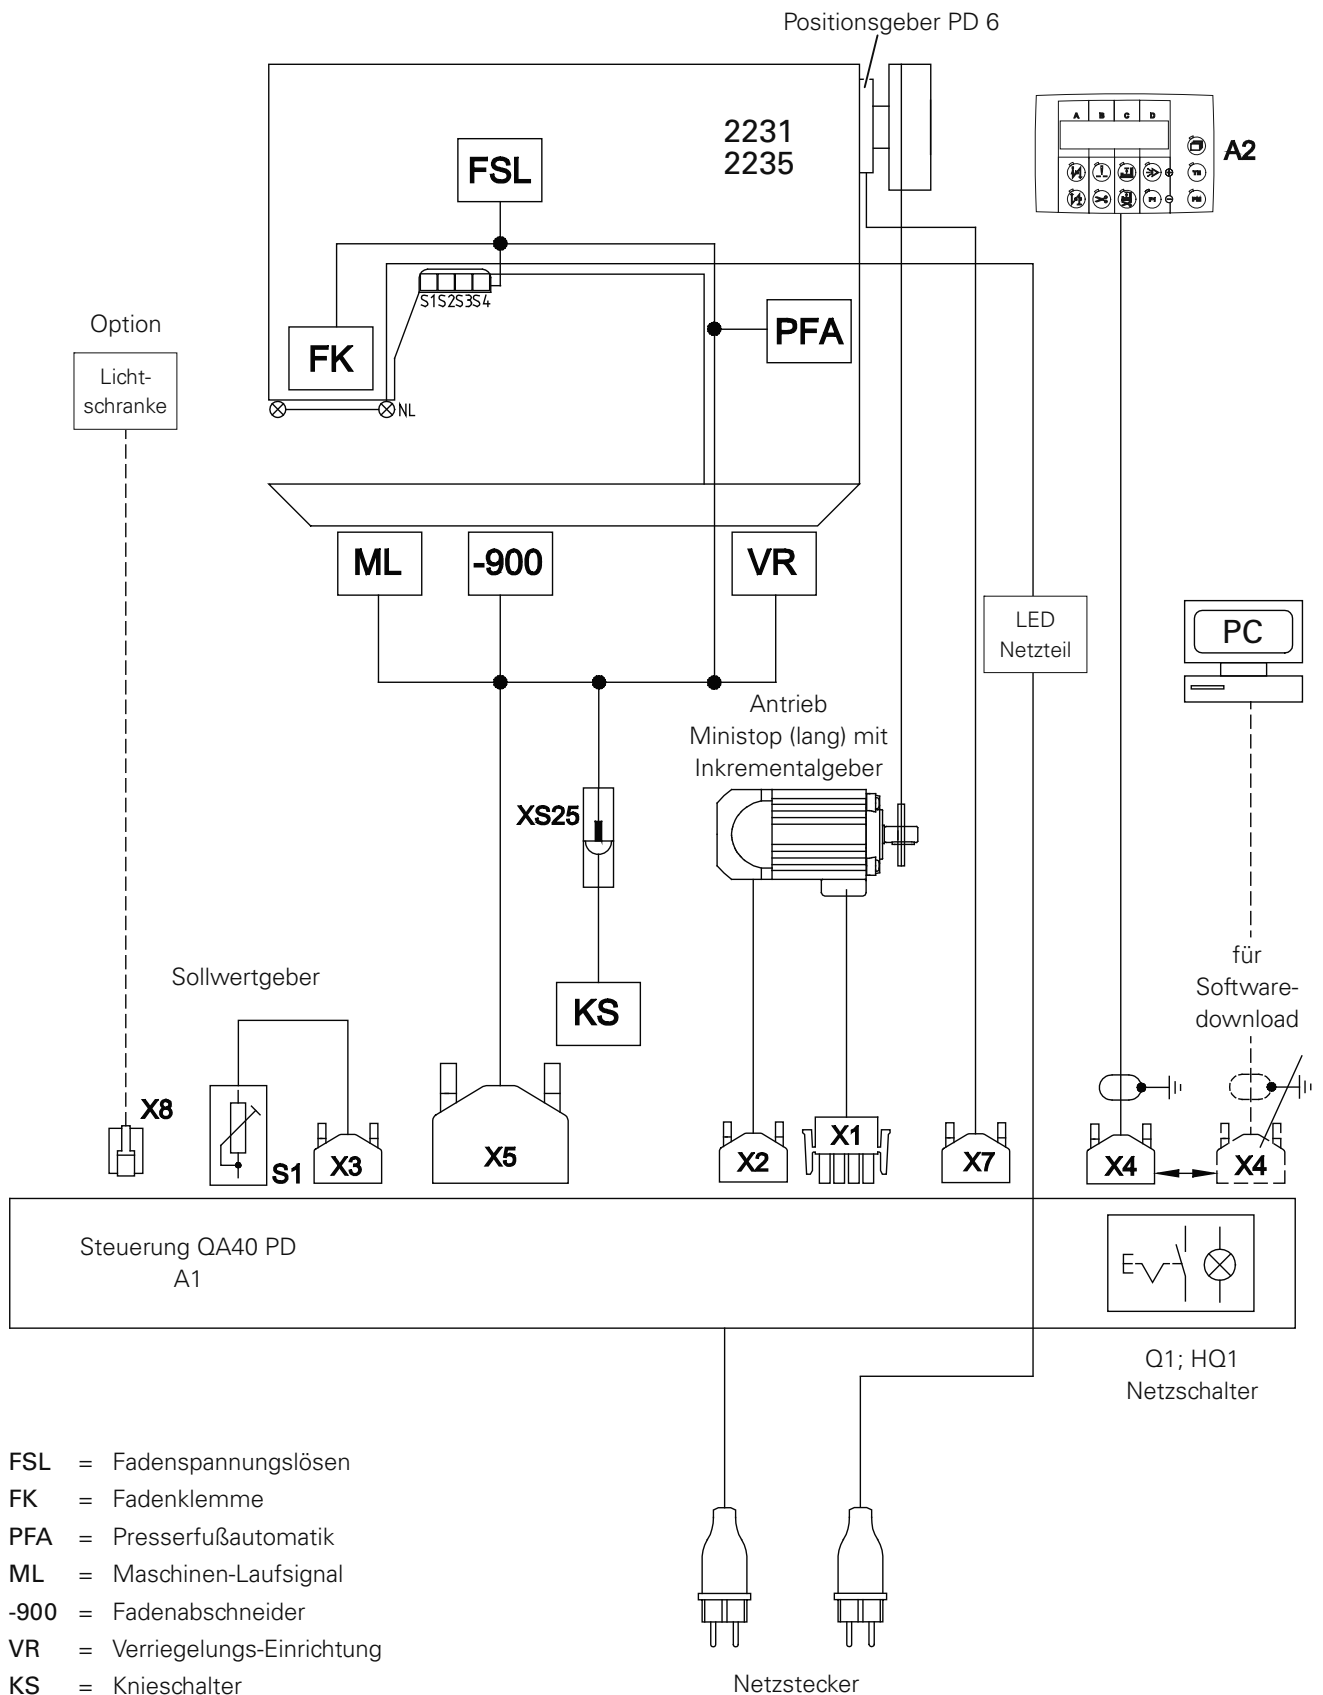 Positionsgeber PD 6
2231
2235
FSL
A B C D
A2
TE
F1
PM
S1S2S3S4
Option
Licht-
schranke
FK
PFA
NL
ML
-900
VR
LED
Netzteil
PC
Antrieb
Ministop (lang) mit
Inkrementalgeber
XS25
für
Software-
download
Sollwertgeber
KS
X8
S1
X3
X5
X2
X1
X7
X4
X4
Steuerung QA40 PD
A1
E
Q1; HQ1
Netzschalter
FSL = Fadenspannungslösen
FK = Fadenklemme
PFA = Presserfußautomatik
ML = Maschinen-Laufsignal
-900 = Fadenabschneider
VR = Verriegelungs-Einrichtung
KS = Knieschalter
Netzstecker